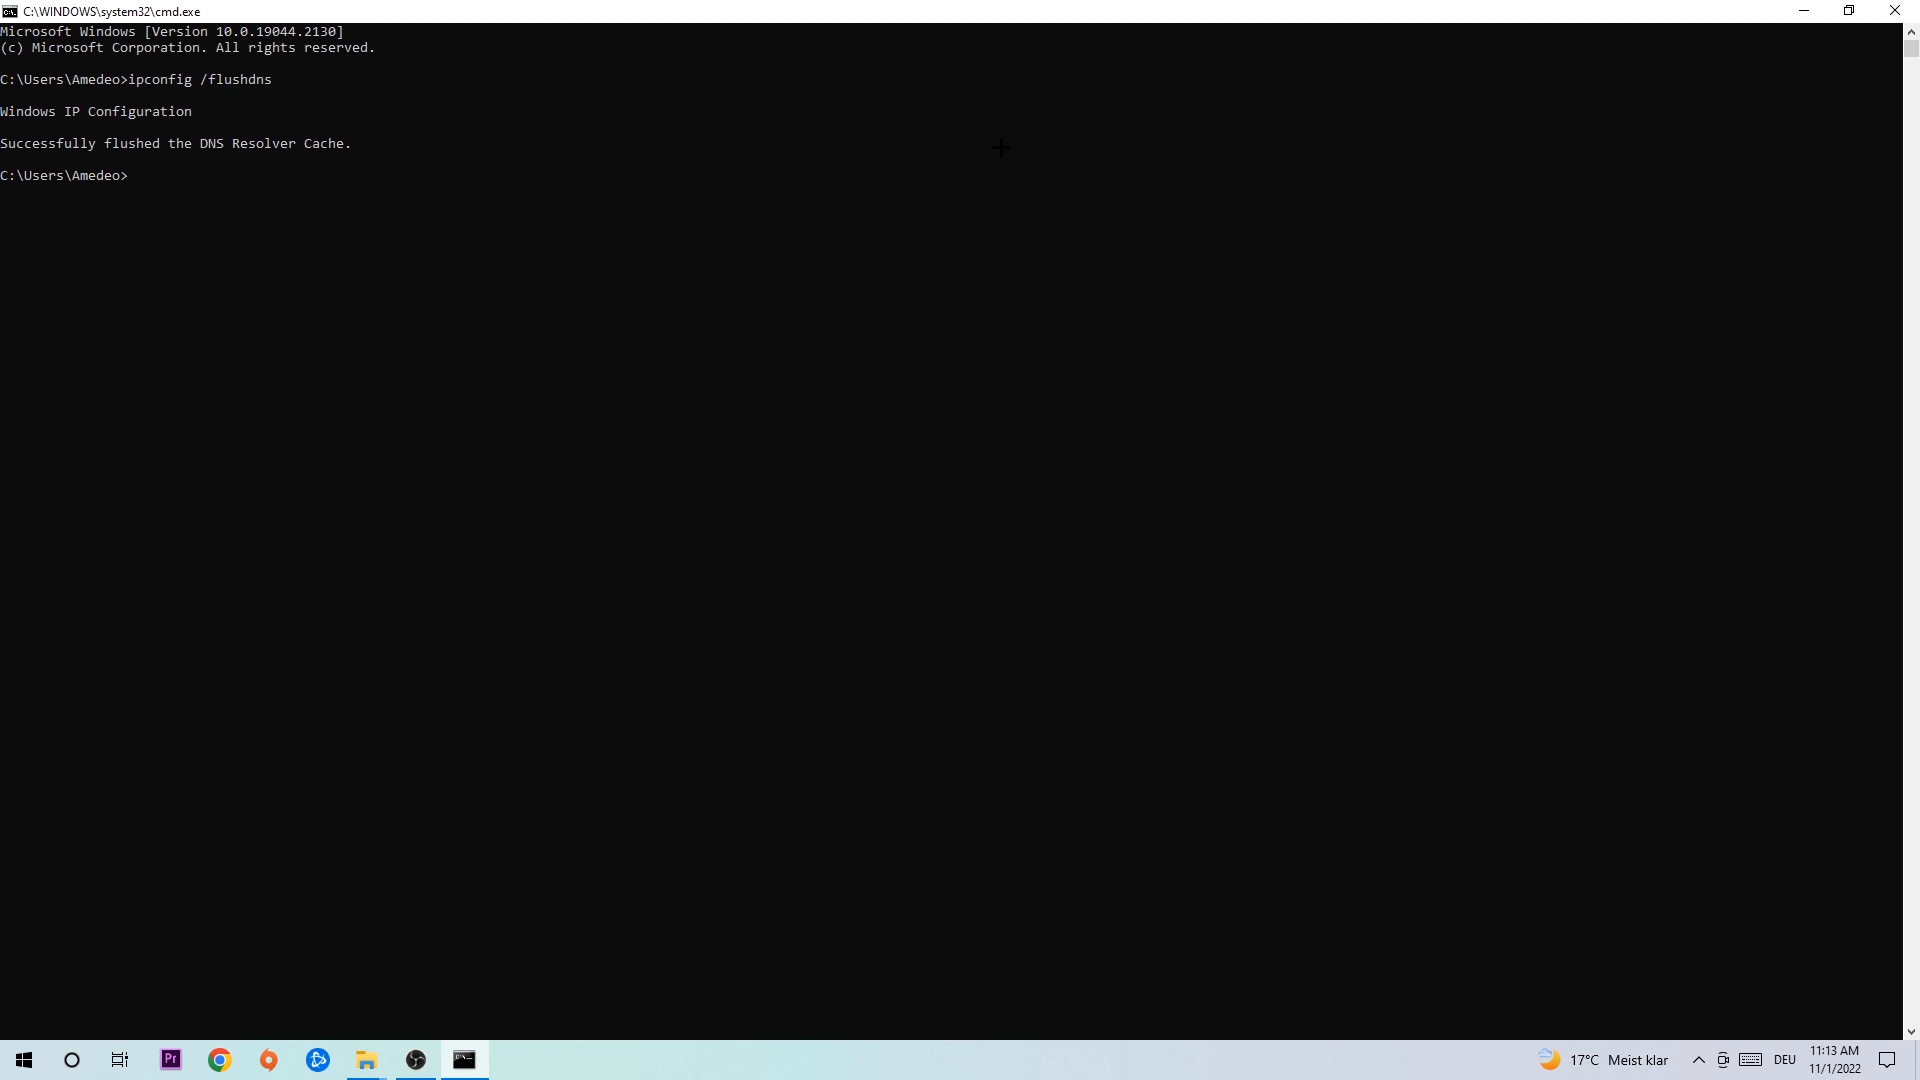 C:\WINDOWS\system32\cmd.exe
Microsoft Windows [Version 10.0.19044.2130]
(c) Microsoft Corporation. All rights reserved.
C:\Users\Amedeo>ipconfig /flushdns
Windows IP Configuration
Successfully flushed the DNS Resolver Cache.
C:\Users\Amedeo>
Pr
17°C Meist klar
DEU
11:13 AM
11/1/2022